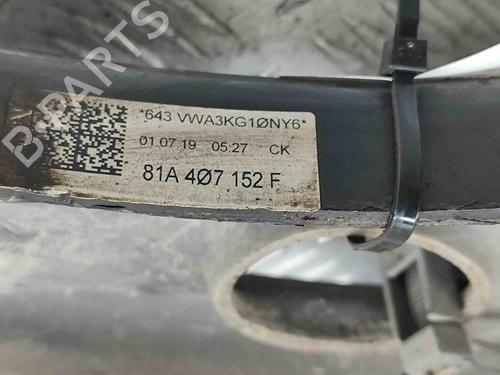 *643 VWA3KG1ØNY6*
01.07.19 05:27 CK
81A 4Ø7 152 F
B-PARTS